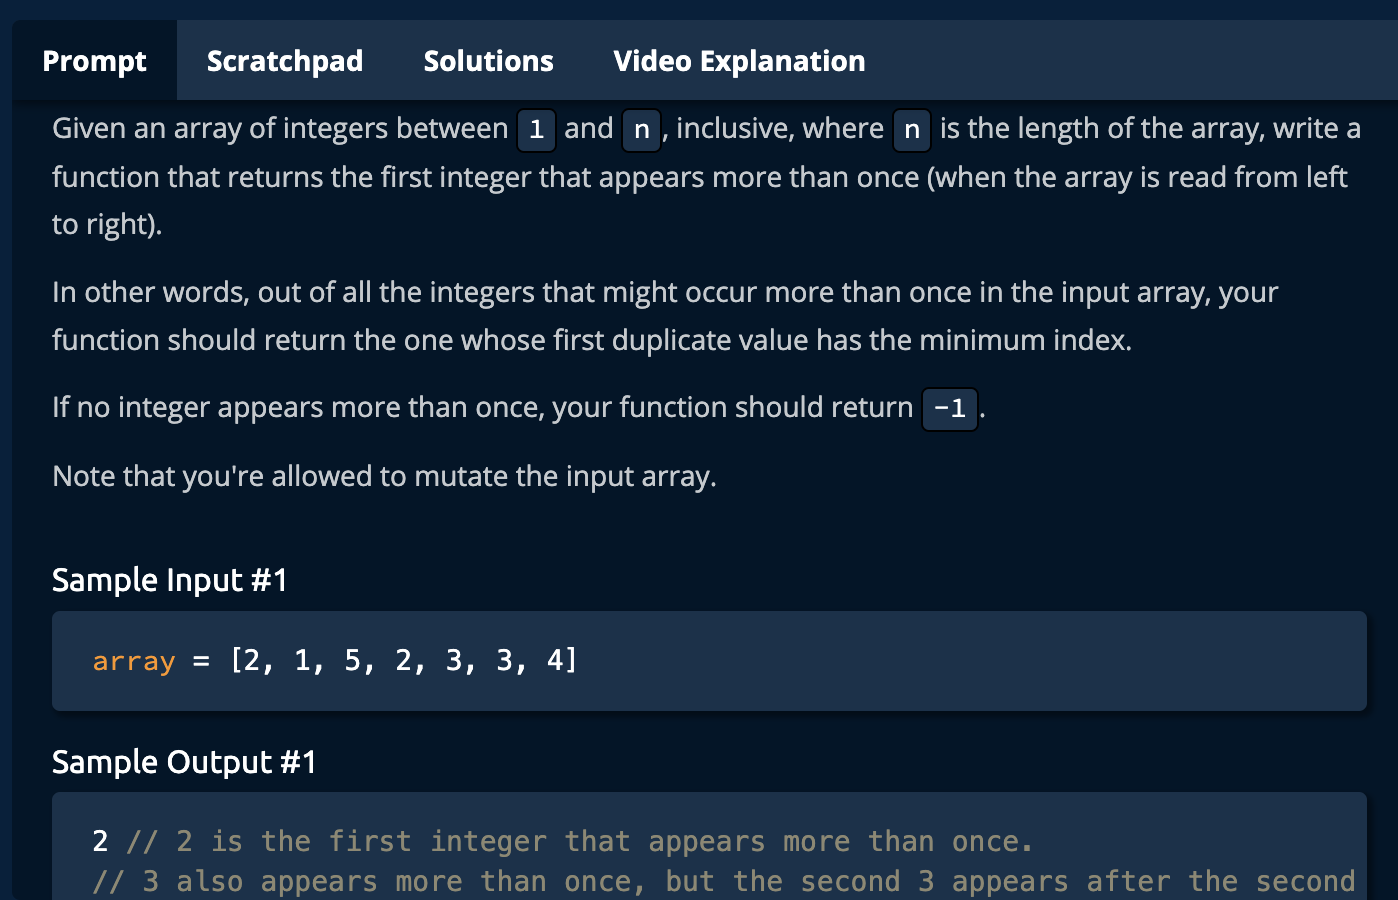 Prompt Scratchpad Solutions Video Explanation
Given an array of integers between 1 and n, inclusive, where n is the length of the array, write a
function that returns the first integer that appears more than once (when the array is read from left
to right).
In other words, out of all the integers that might occur more than once in the input array, your
function should return the one whose first duplicate value has the minimum index.
If no integer appears more than once, your function should return -1.
Note that you're allowed to mutate the input array.
Sample Input #1
array = [2, 1, 5, 2, 3, 3, 4]
Sample Output #1
2 // 2 is the first integer that appears more than once.
// 3 also appears more than once, but the second 3 appears after the second